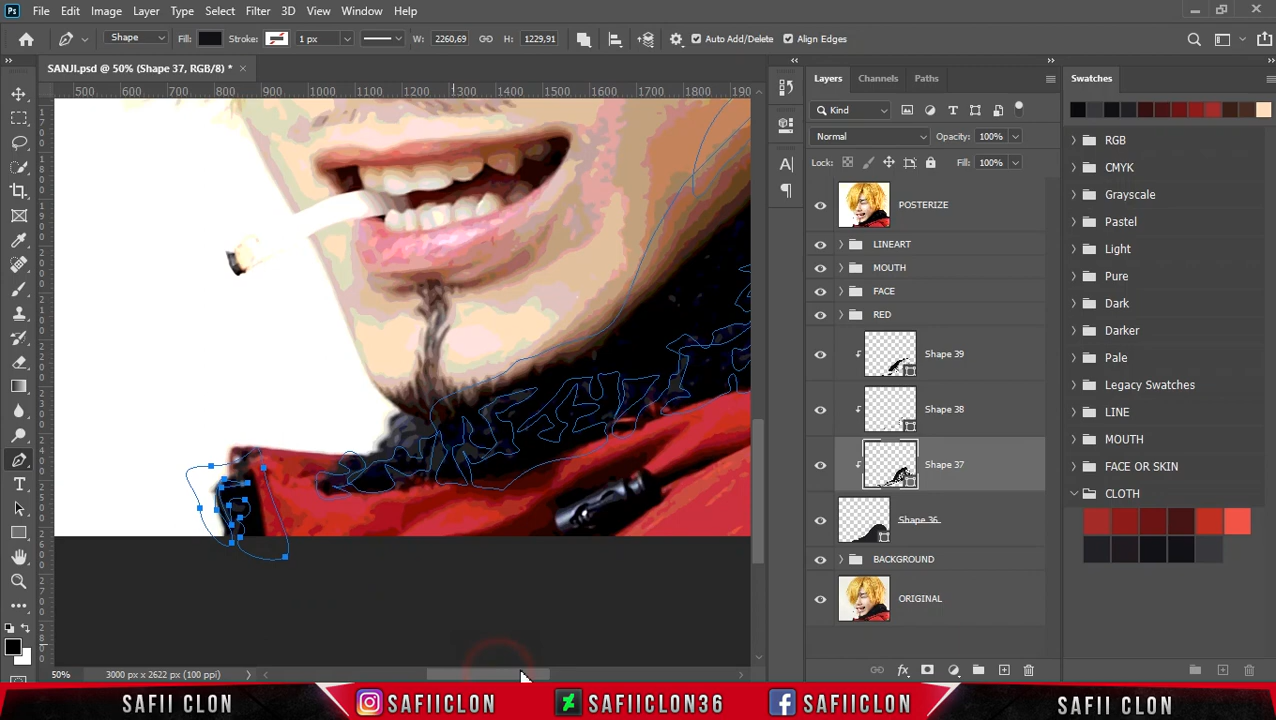 Ps File Edit Image Layer Type Select Filter 3D View Window Help
Shape Fill: Stroke: 1 px W: 2260,69 H: 1229,91 Auto Add/Delete Align Edges
SANJI.psd @ 50% (Shape 37, RGB/8) *
500 600 700 800 900 1000 1100 1200 1300 1400 1500 1600 1700 1800 1900
Layers Channels Paths
Kind
Normal Opacity: 100%
Lock: Fill: 100%
POSTERIZE
LINEART
MOUTH
FACE
RED
Shape 39
Shape 38
Shape 37
Shape 36
BACKGROUND
ORIGINAL
Swatches
RGB
CMYK
Grayscale
Pastel
Light
Pure
Dark
Darker
Pale
Legacy Swatches
LINE
MOUTH
FACE OR SKIN
CLOTH
50% 3000 px x 2622 px (100 ppi)
SAFII CLON SAFIICLON SAFIICLON36 SAFIICLON SAFII CLON